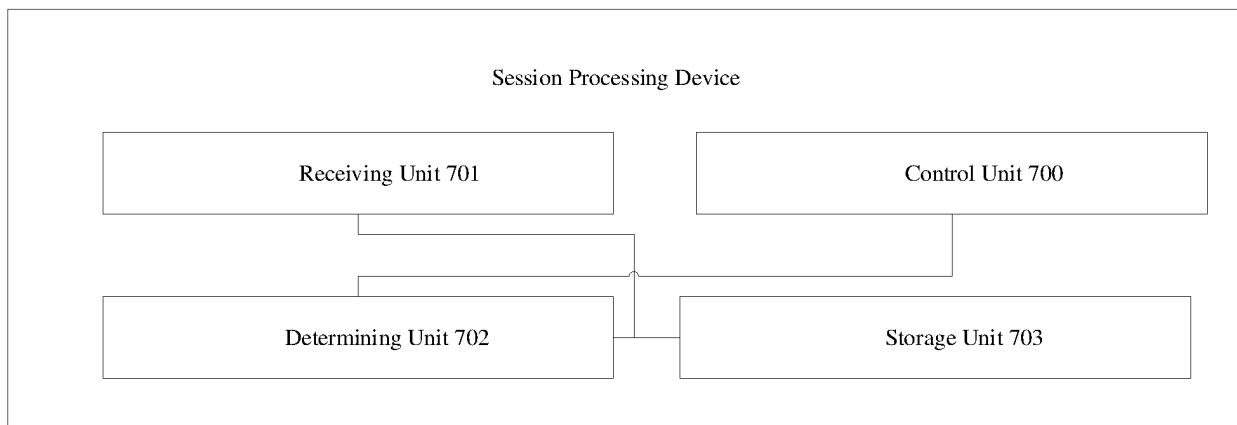 Session Processing Device
Receiving Unit 701
Control Unit 700
Determining Unit 702
Storage Unit 703